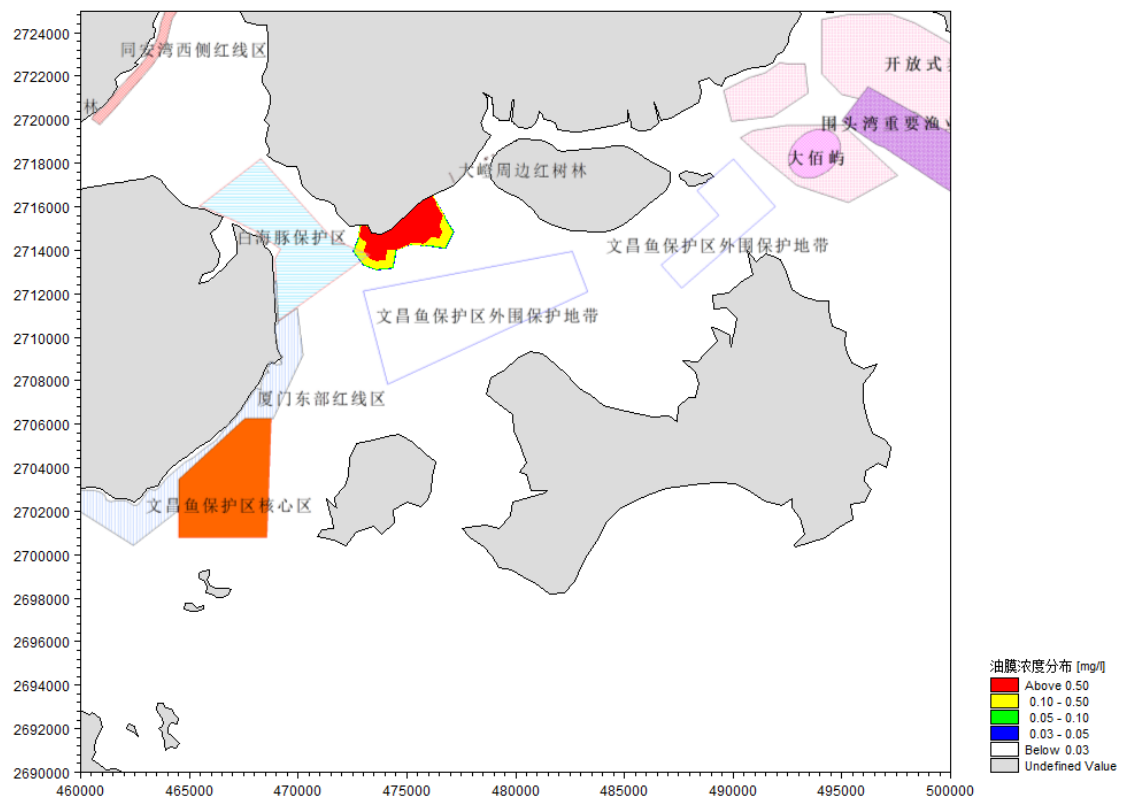 2724000
2722000
2720000
2718000
2716000
2714000
2712000
2710000
2708000
2706000
2704000
2702000
2700000
2698000
2696000
2694000
2692000
2690000
460000
465000
470000
475000
480000
485000
490000
495000
500000
同安湾西侧红线区
林
开放式
围头湾重要渔
大佰屿
大嶝周边红树林
白海豚保护区
文昌鱼保护区外围保护地带
文昌鱼保护区外围保护地带
厦门东部红线区
文昌鱼保护区核心区
油膜浓度分布 [mg/l]
Above 0.50
0.10 - 0.50
0.05 - 0.10
0.03 - 0.05
Below 0.03
Undefined Value